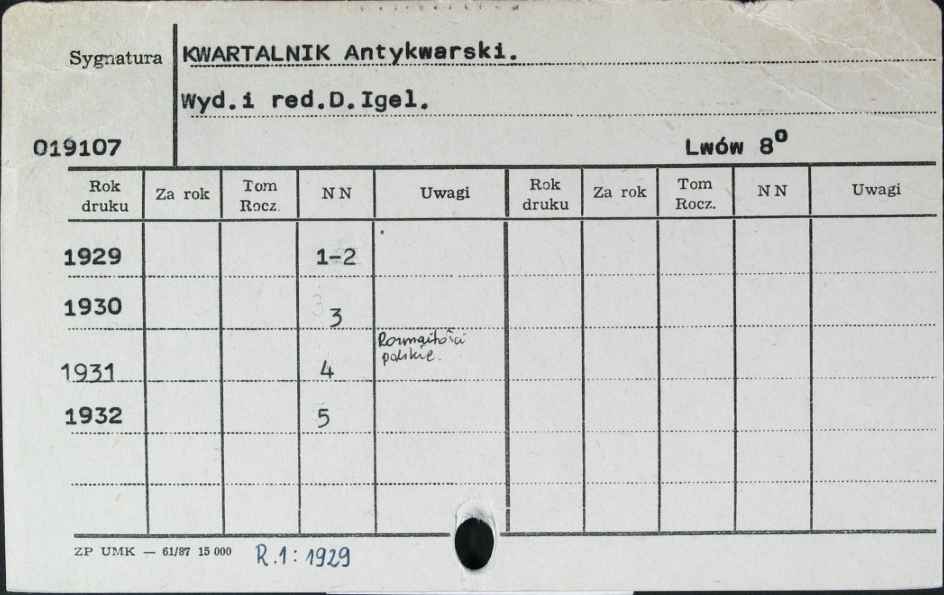 Sygnatura KWARTALNIK Antykwarski.
Wyd.i red.D.Igel.
019107 Lwów 8⁰
Rok druku Za rok Tom Rocz. NN Uwagi Rok druku Za rok Tom Rocz. NN Uwagi
1929 1-2
1930 3
Rozmaitości
polskie.
1931 4
1932 5
ZP UMK — 61/87 15 000 R.1: 1929